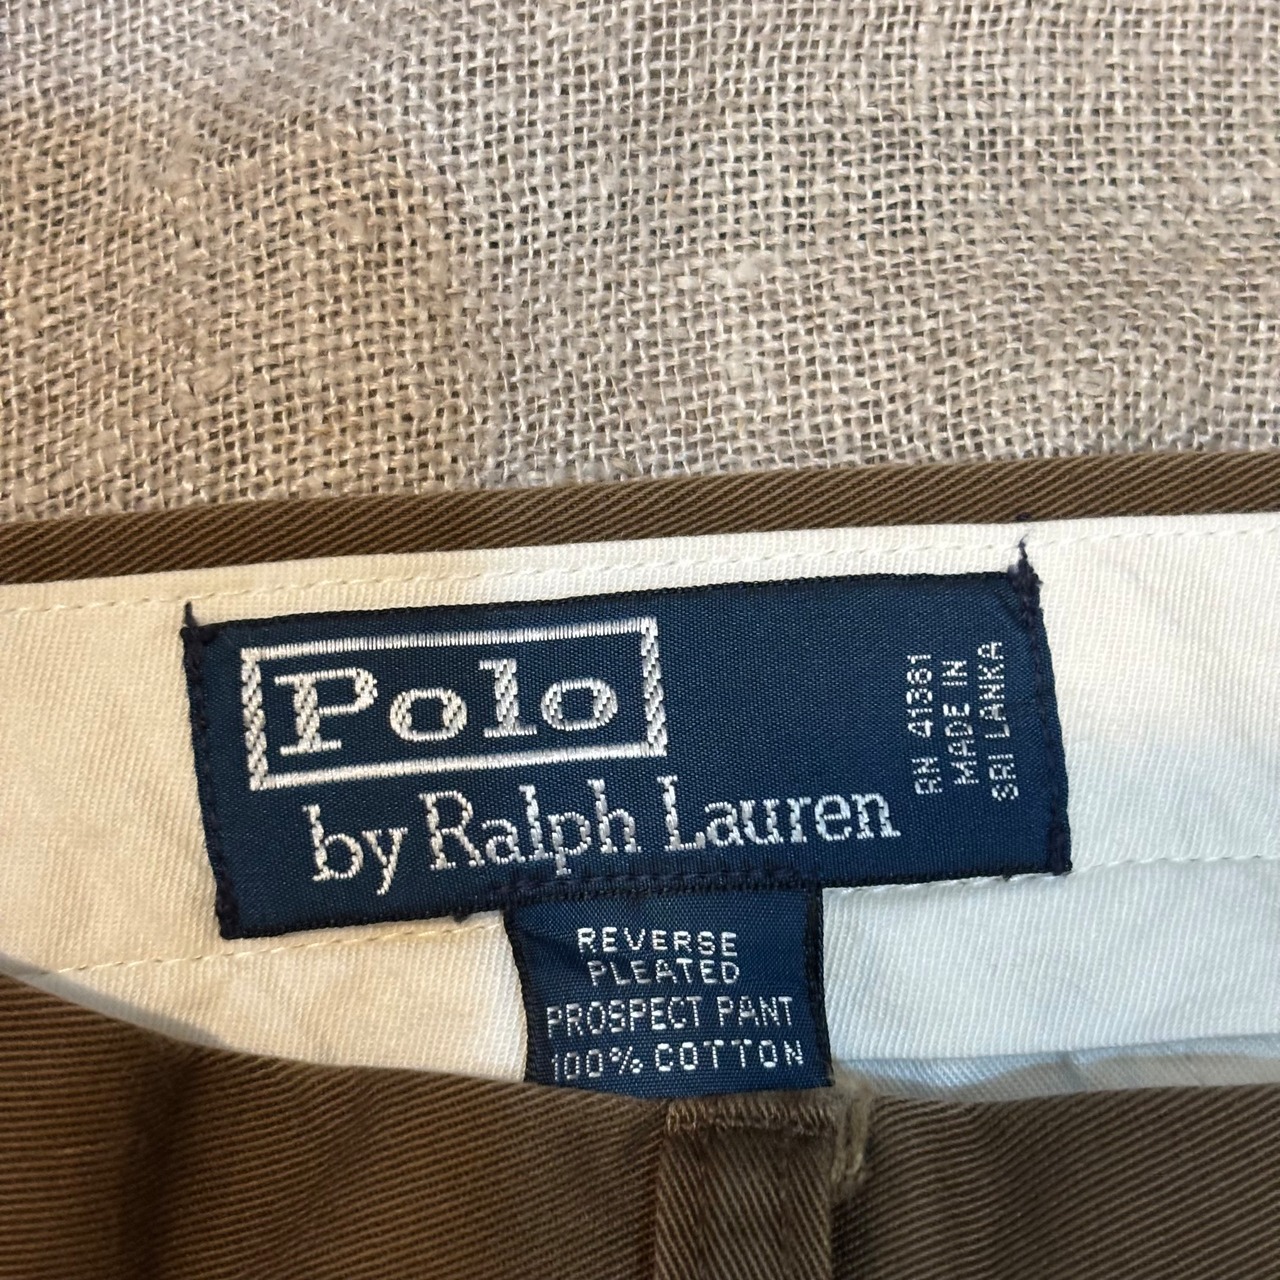 Polo
by Ralph Lauren
RN 41381
MADE IN
SRI LANKA
REVERSE
PLEATED
PROSPECT PANT
100% COTTON